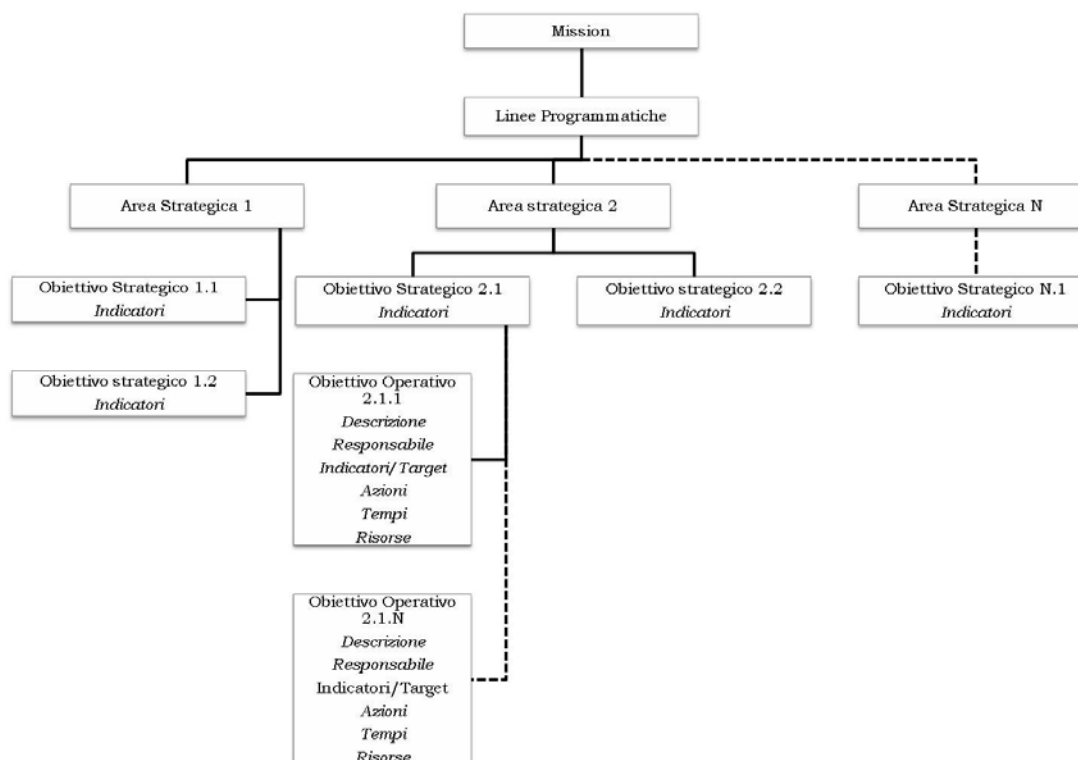 Mission
Linee Programmatiche
Area Strategica 1
Area strategica 2
Area Strategica N
Obiettivo Strategico 1.1
Indicatori
Obiettivo Strategico 2.1
Indicatori
Obiettivo strategico 2.2
Indicatori
Obiettivo Strategico N.1
Indicatori
Obiettivo strategico 1.2
Indicatori
Obiettivo Operativo
2.1.1
Descrizione
Responsabile
Indicatori/Target
Azioni
Tempi
Risorse
Obiettivo Operativo
2.1.N
Descrizione
Responsabile
Indicatori/Target
Azioni
Tempi
Risorse